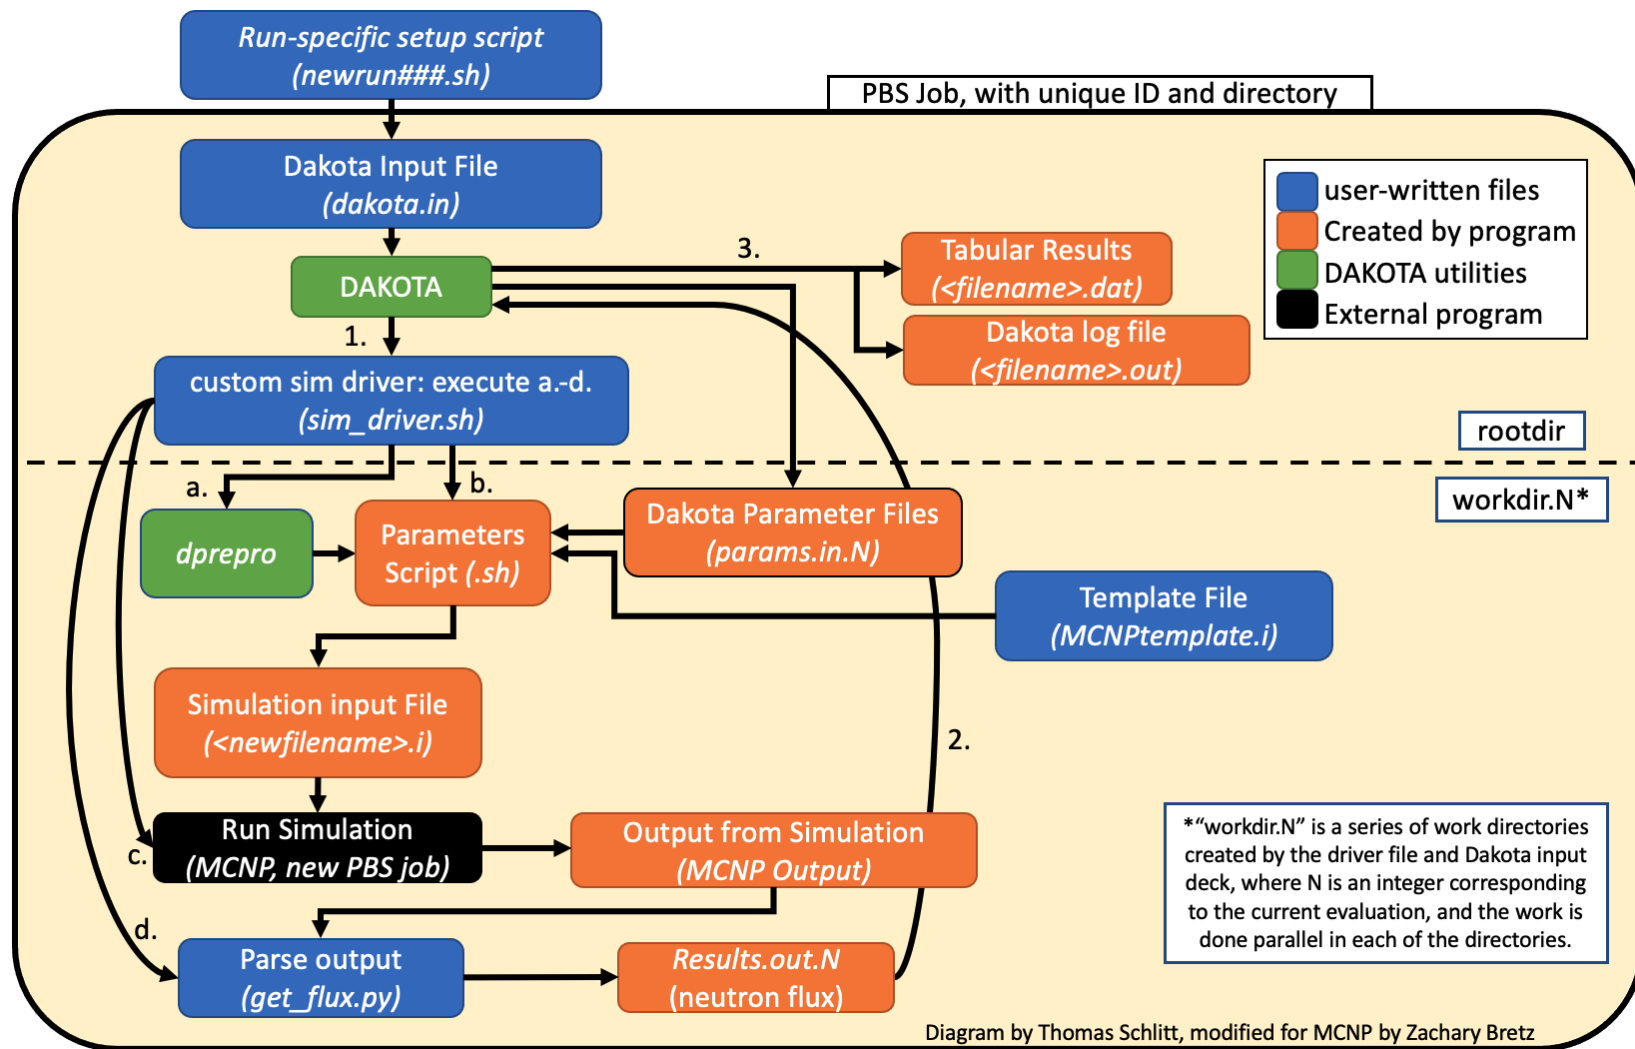 Run-specific setup script
(newrun###.sh)
PBS Job, with unique ID and directory
Dakota Input File
(dakota.in)
user-written files
Created by program
DAKOTA utilities
External program
3.
Tabular Results
(<filename>.dat)
DAKOTA
Dakota log file
(<filename>.out)
1.
custom sim driver: execute a.-d.
(sim_driver.sh)
rootdir
workdir.N*
a.
b.
dprepro
Parameters
Script (.sh)
Dakota Parameter Files
(params.in.N)
Template File
(MCNPtemplate.i)
Simulation input File
(<newfilename>.i)
2.
Run Simulation
(MCNP, new PBS job)
c.
Output from Simulation
(MCNP Output)
*“workdir.N” is a series of work directories
created by the driver file and Dakota input
deck, where N is an integer corresponding
to the current evaluation, and the work is
done parallel in each of the directories.
d.
Parse output
(get_flux.py)
Results.out.N
(neutron flux)
Diagram by Thomas Schlitt, modified for MCNP by Zachary Bretz